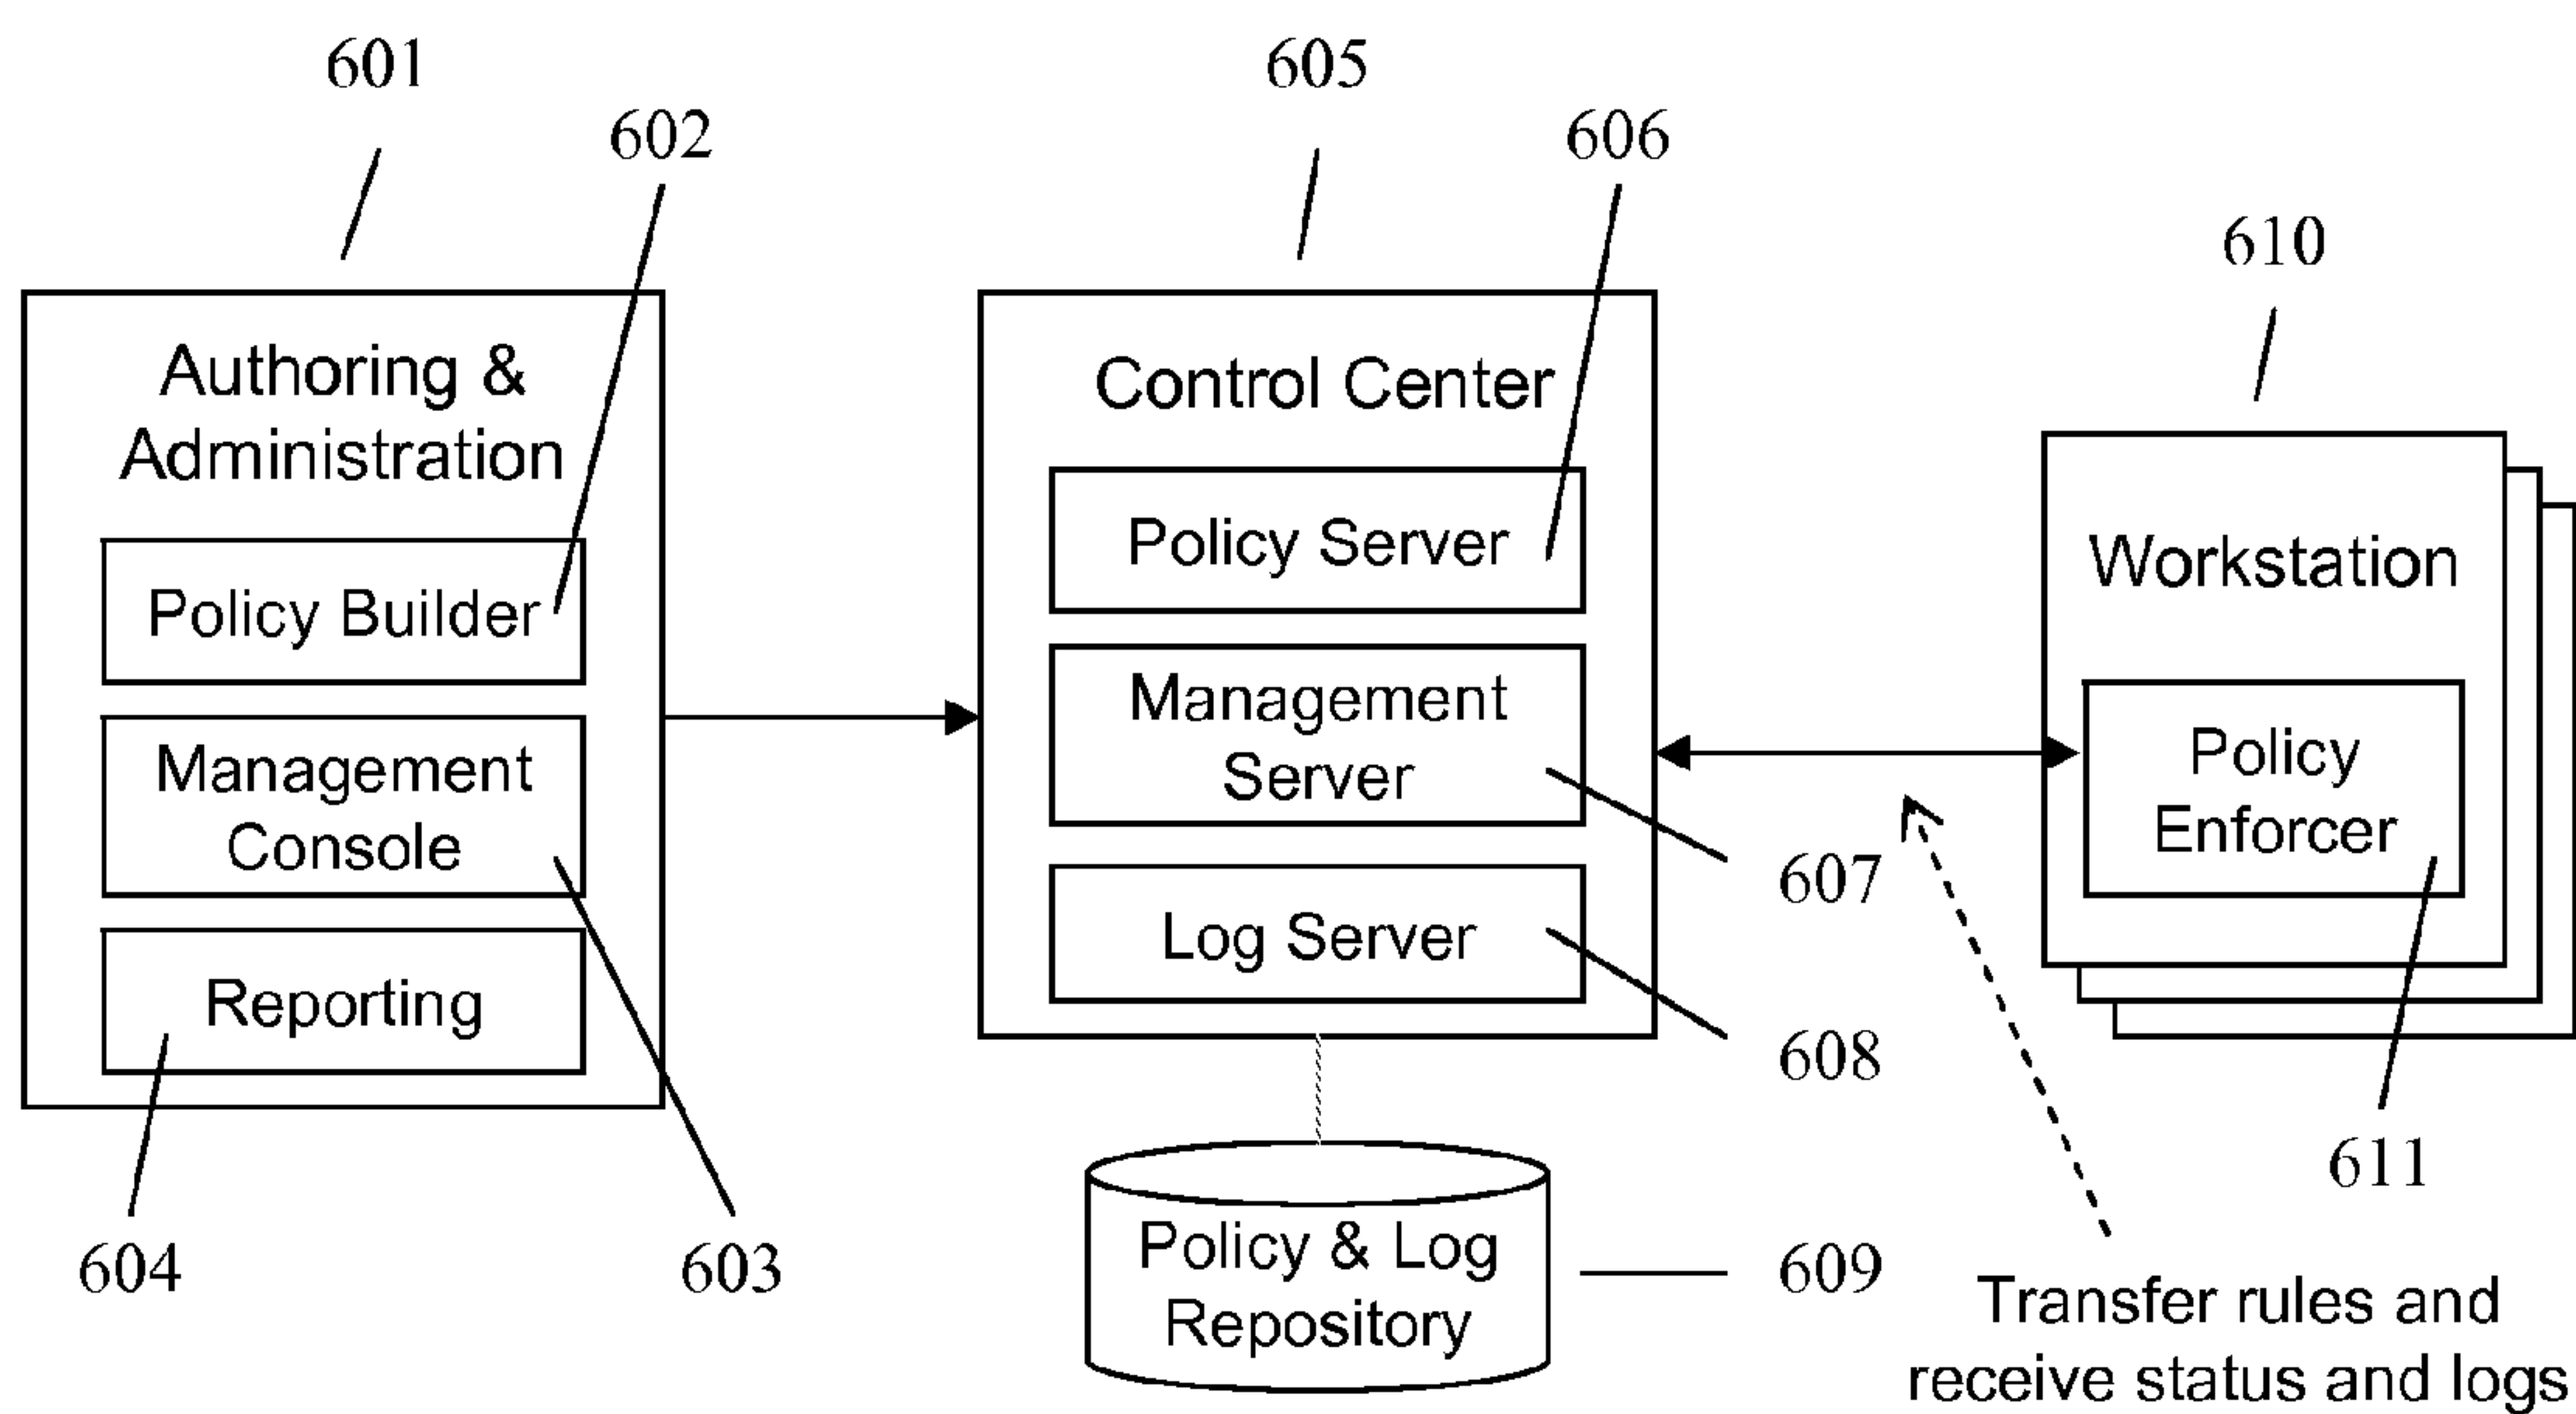 601
602
605
606
610
Authoring &
Administration
Policy Builder
Management
Console
Reporting
604
603
Control Center
Policy Server
Management
Server
Log Server
607
608
Policy & Log
Repository
609
Workstation
Policy
Enforcer
611
Transfer rules and
receive status and logs